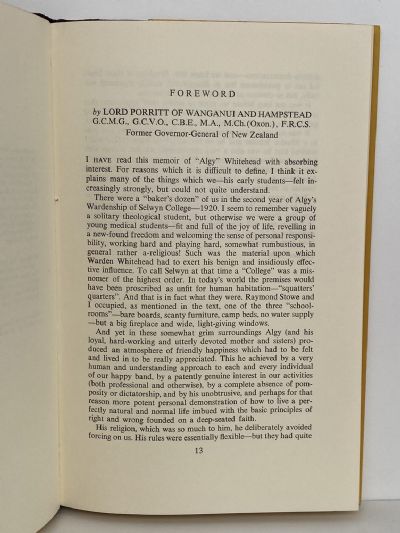 FOREWORD
by LORD PORRITT OF WANGANUI AND HAMPSTEAD
G.C.M.G., G.C.V.O., C.B.E., M.A., M.Ch.(Oxon.), F.R.C.S.
Former Governor-General of New Zealand
I HAVE read this memoir of "Algy" Whitehead with absorbing
interest. For reasons which it is difficult to define, I think it ex-
plains many of the things which we—his early students—felt in-
creasingly strongly, but could not quite understand.
There were a "baker's dozen" of us in the second year of Algy's
Wardenship of Selwyn College—1920. I seem to remember vaguely
a solitary theological student, but otherwise we were a group of
young medical students—fit and full of the joy of life, revelling in
a new-found freedom and welcoming the sense of personal responsi-
bility, working hard and playing hard, somewhat rumbustious, in
general rather a-religious! Such was the material upon which
Warden Whitehead had to exert his benign and insidiously effec-
tive influence. To call Selwyn at that time a "College" was a mis-
nomer of the highest order. In today's world the premises would
have been proscribed as unfit for human habitation—"squatters'
quarters". And that is in fact what they were. Raymond Stowe and
I occupied, as mentioned in the text, one of the three "school-
rooms"—bare boards, scanty furniture, camp beds, no water supply
—but a big fireplace and wide, light-giving windows.
And yet in these somewhat grim surroundings Algy (and his
loyal, hard-working and utterly devoted mother and sisters) pro-
duced an atmosphere of friendly happiness which had to be felt
and lived in to be really appreciated. This he achieved by a very
human and understanding approach to each and every individual
of our happy band, by a patently genuine interest in our activities
(both professional and otherwise), by a complete absence of pom-
posity or dictatorship, and by his unobtrusive, and perhaps for that
reason more potent personal demonstration of how to live a per-
fectly natural and normal life imbued with the basic principles of
right and wrong founded on a deep-seated faith.
His religion, which was so much to him, he deliberately avoided
forcing on us. His rules were essentially flexible—but they had quite
13